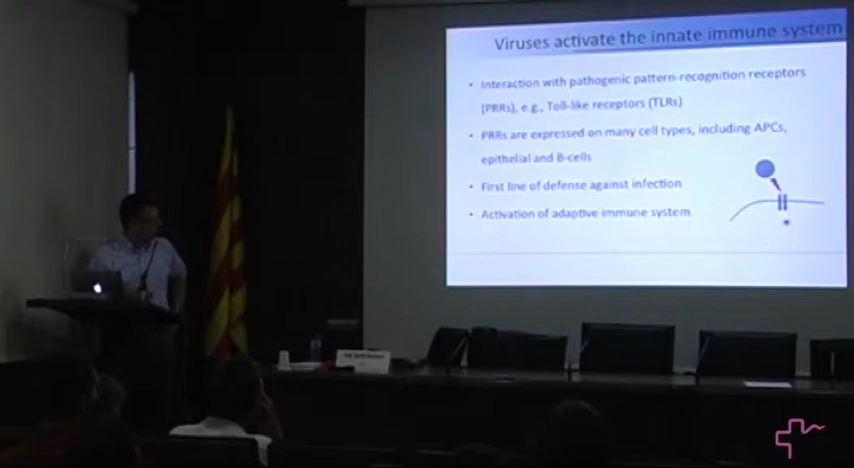 Viruses activate the innate immune system
• Interaction with pathogenic pattern-recognition receptors
(PRRs), e.g., Toll-like receptors (TLRs)
• PRRs are expressed on many cell types, including APCs,
epithelial and B-cells
• First line of defense against infection
• Activation of adaptive immune system